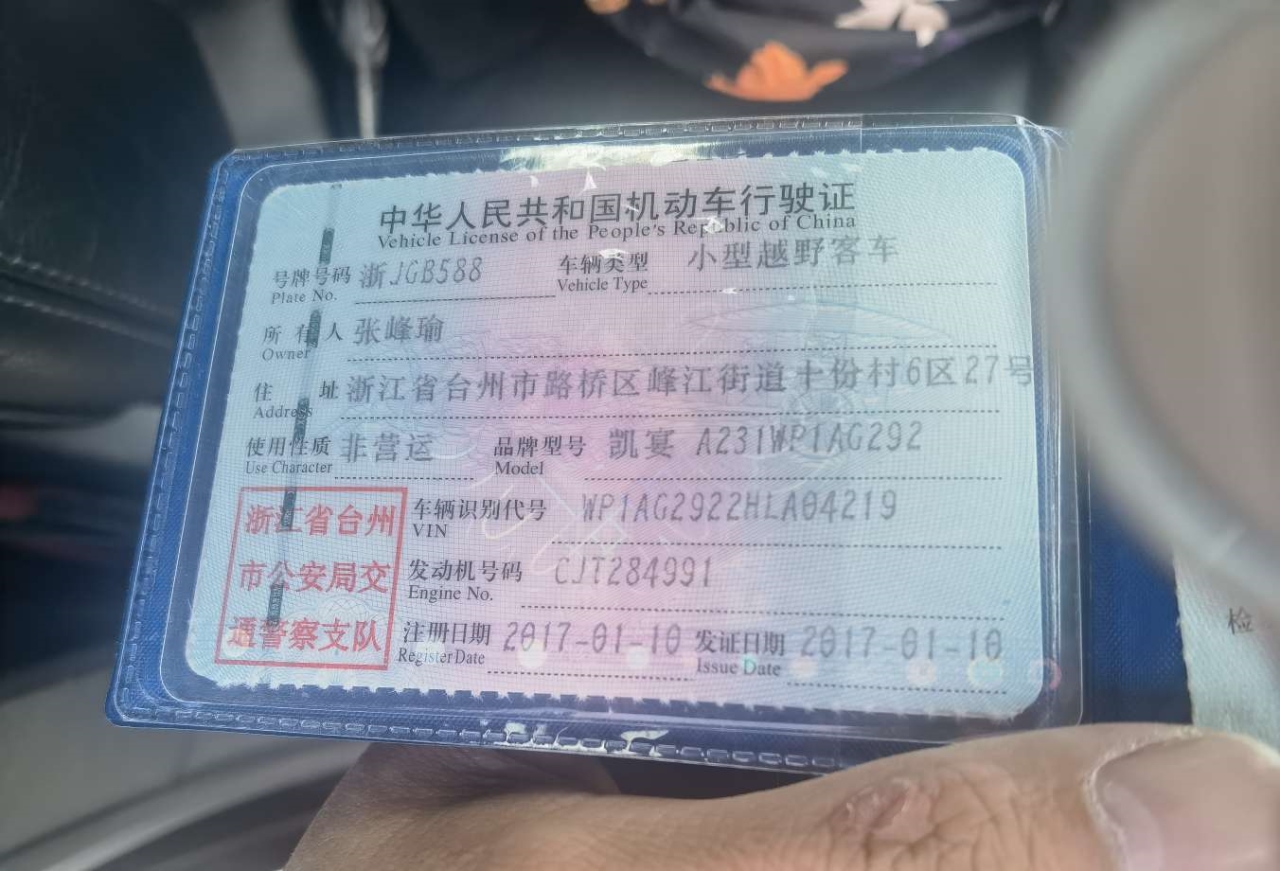 中华人民共和国机动车行驶证
Vehicle License of the People's Republic of China
号牌号码 浙JGB588 车辆类型 小型越野客车
Plate No. Vehicle Type
所有人 张峰瑜
Owner
住址 浙江省台州市路桥区峰江街道十份村6区27号
Address
使用性质 非营运 品牌型号 凯宴 A231WP1AG292
Use Character Model
浙江省台州 车辆识别代号 WP1AG2922HLA04219
VIN
市公安局交 发动机号码 CJT284991
Engine No.
通警察支队 注册日期 2017-01-10 发证日期 2017-01-10
Register Date Issue Date
检